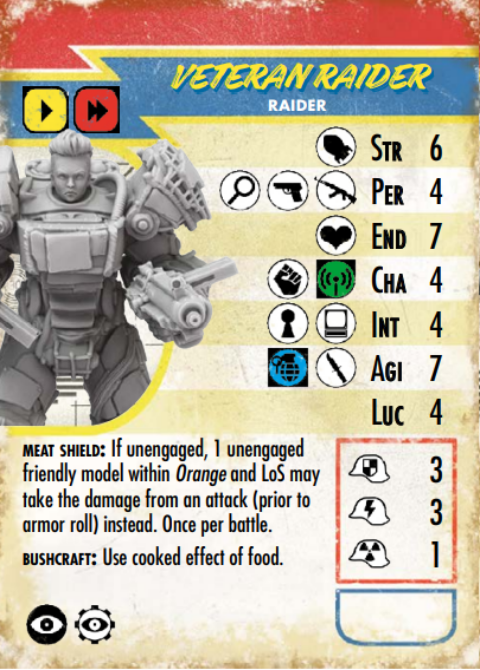 VETERAN RAIDER
RAIDER
STR 6
PER 4
END 7
CHA 4
INT 4
AGI 7
LUC 4
MEAT SHIELD: If unengaged, 1 unengaged
friendly model within Orange and LoS may
take the damage from an attack (prior to
armor roll) instead. Once per battle.
BUSHCRAFT: Use cooked effect of food.
3
3
1